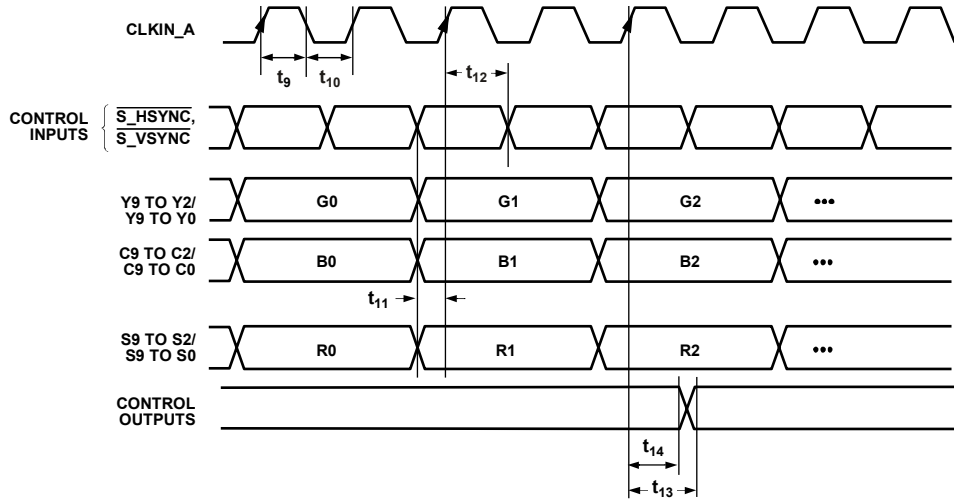 CLKIN_A
t9
t10
t12
CONTROL
INPUTS
S_HSYNC,
S_VSYNC
Y9 TO Y2/
Y9 TO Y0
G0
G1
G2
•••
C9 TO C2/
C9 TO C0
B0
B1
B2
•••
t11
S9 TO S2/
S9 TO S0
R0
R1
R2
•••
CONTROL
OUTPUTS
t14
t13